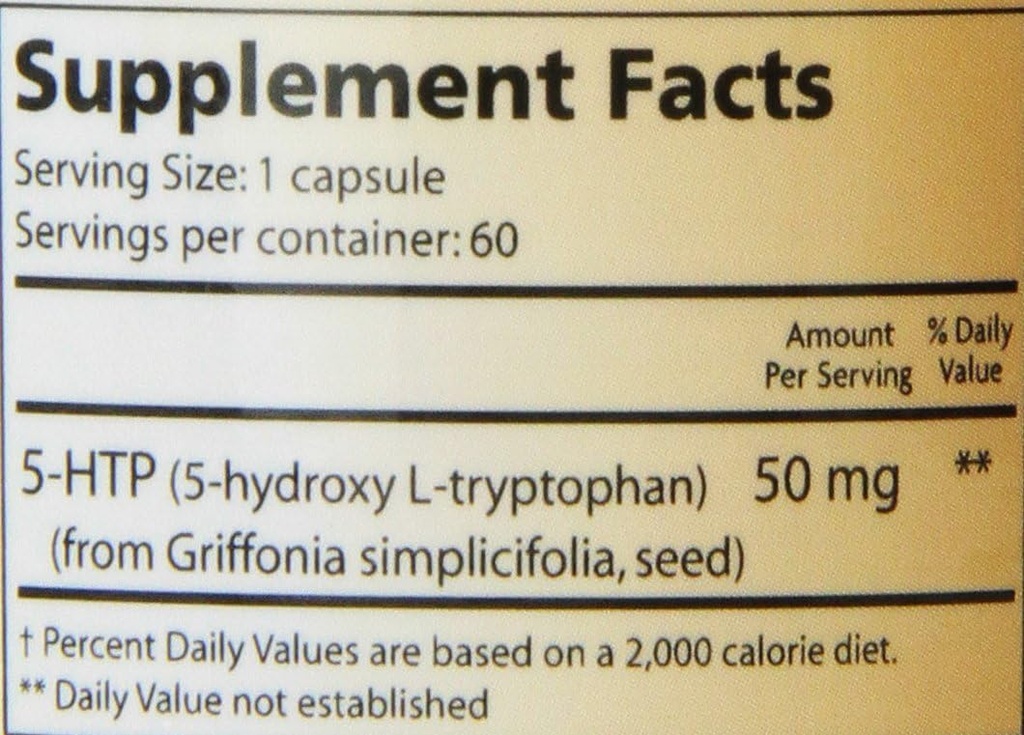 Supplement Facts
Serving Size: 1 capsule
Servings per container: 60
Amount % Daily
Per Serving Value
5-HTP (5-hydroxy L-tryptophan) 50 mg **
(from Griffonia simplicifolia, seed)
† Percent Daily Values are based on a 2,000 calorie diet.
** Daily Value not established